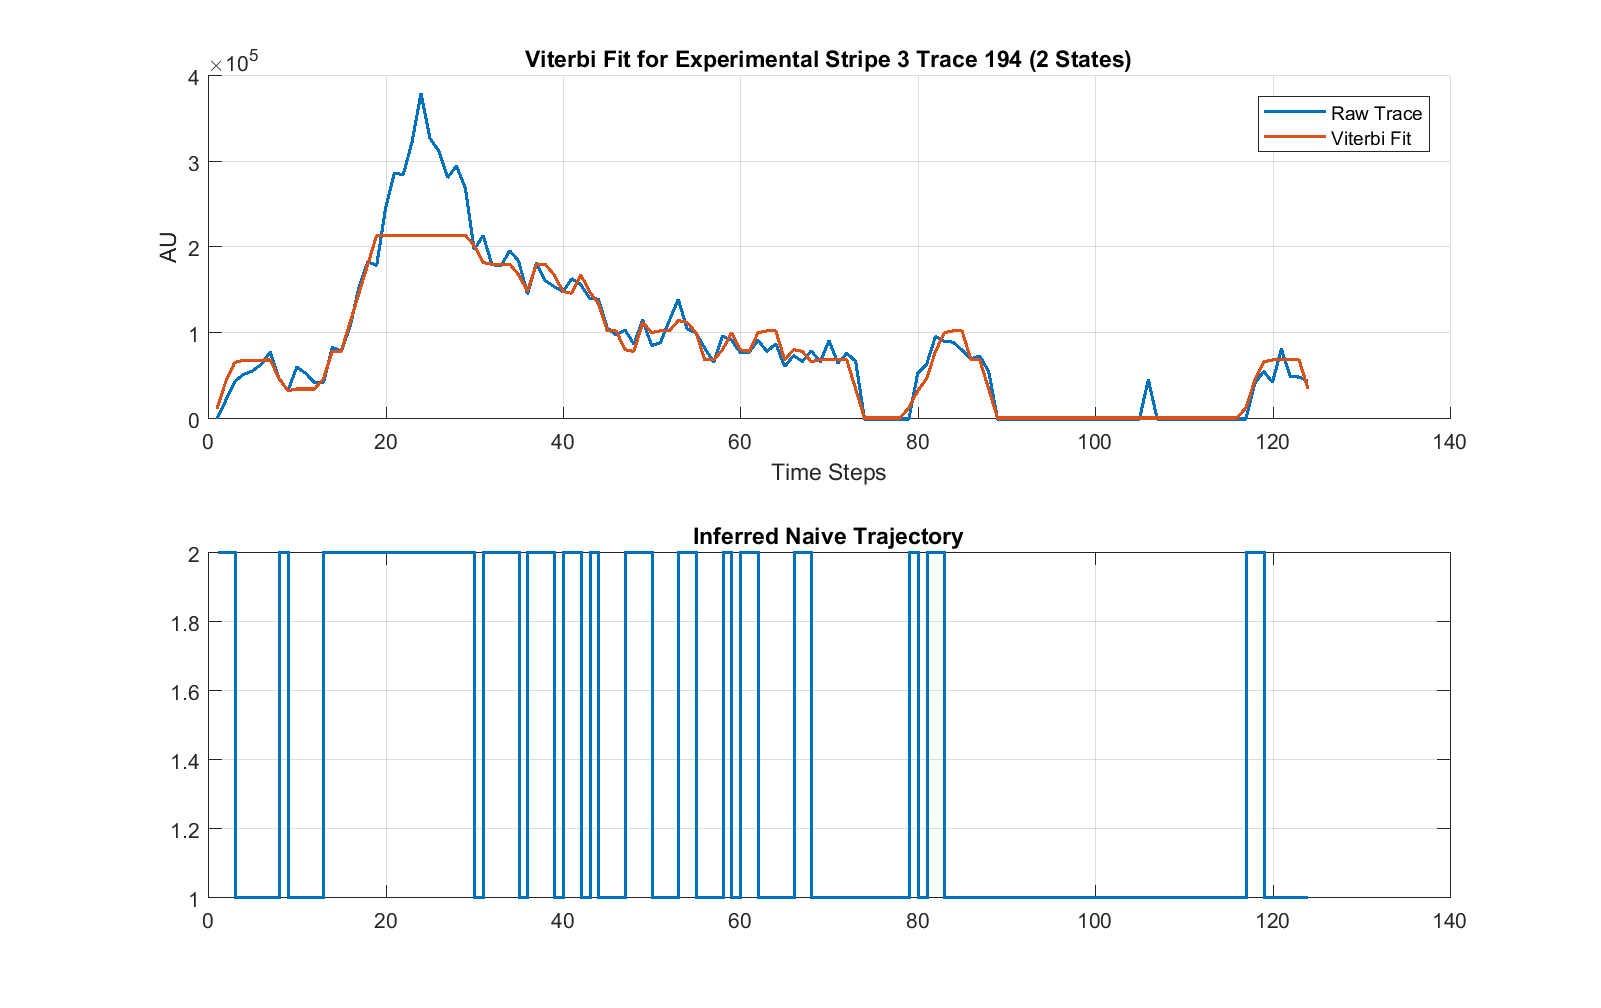 Viterbi Fit for Experimental Stripe 3 Trace 194 (2 States)
×10^5
4
3
2
1
0
AU
Raw Trace
Viterbi Fit
0 20 40 60 80 100 120 140
Time Steps
Inferred Naive Trajectory
2
1.8
1.6
1.4
1.2
1
0 20 40 60 80 100 120 140